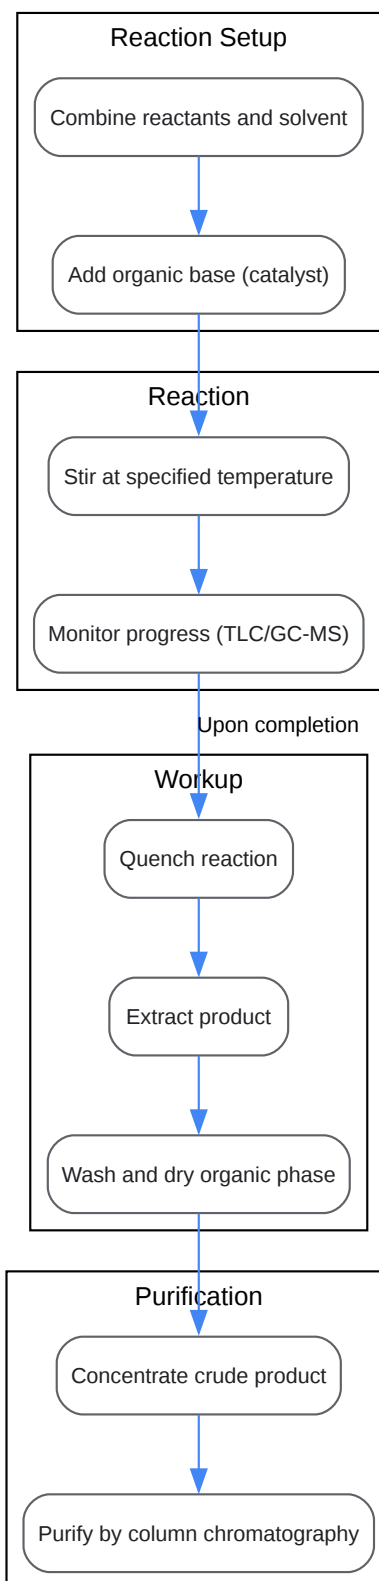 Reaction Setup
Combine reactants and solvent
Add organic base (catalyst)
Reaction
Stir at specified temperature
Monitor progress (TLC/GC-MS)
Upon completion
Workup
Quench reaction
Extract product
Wash and dry organic phase
Purification
Concentrate crude product
Purify by column chromatography